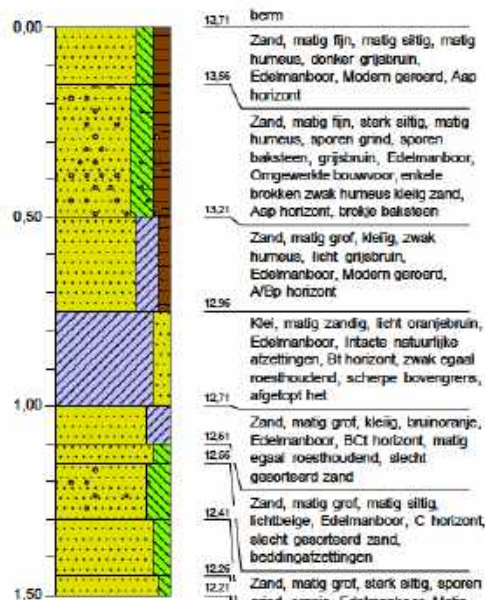 0,00
0,50
1,00
1,50
12,71
13,56
13,21
12,96
12,71
12,61
12,56
12,41
12,26
12,21
berm
Zand, matig fijn, matig siltig, matig
humeus, donker grijsbruin,
Edelmanboor, Modern geroerd, Aap
horizont
Zand, matig fijn, sterk siltig, matig
humeus, sporen grind, sporen
baksteen, grijsbruin, Edelmanboor,
Omgewerkte bouwvoor, enkele
brokken zwak humeus kleiig zand,
Aap horizont, brokje baksteen
Zand, matig grof, kleiig, zwak
humeus, licht grijsbruin,
Edelmanboor, Modern geroerd,
A/Bp horizont
Klei, matig zandig, licht oranjebruin,
Edelmanboor, Intacte natuurlijke
afzettingen, Bt horizont, zwak egaal
roesthoudend, scherpe bovengrens,
afgetopt het
Zand, matig grof, kleiig, bruinoranje,
Edelmanboor, BCt horizont, matig
egaal roesthoudend, slecht
gesorteerd zand
Zand, matig grof, matig siltig,
lichtbeige, Edelmanboor, C horizont,
slecht gesorteerd zand,
beddingafzettingen
Zand, matig grof, sterk siltig, sporen
grind, oranje, Edelmanboor, Matig